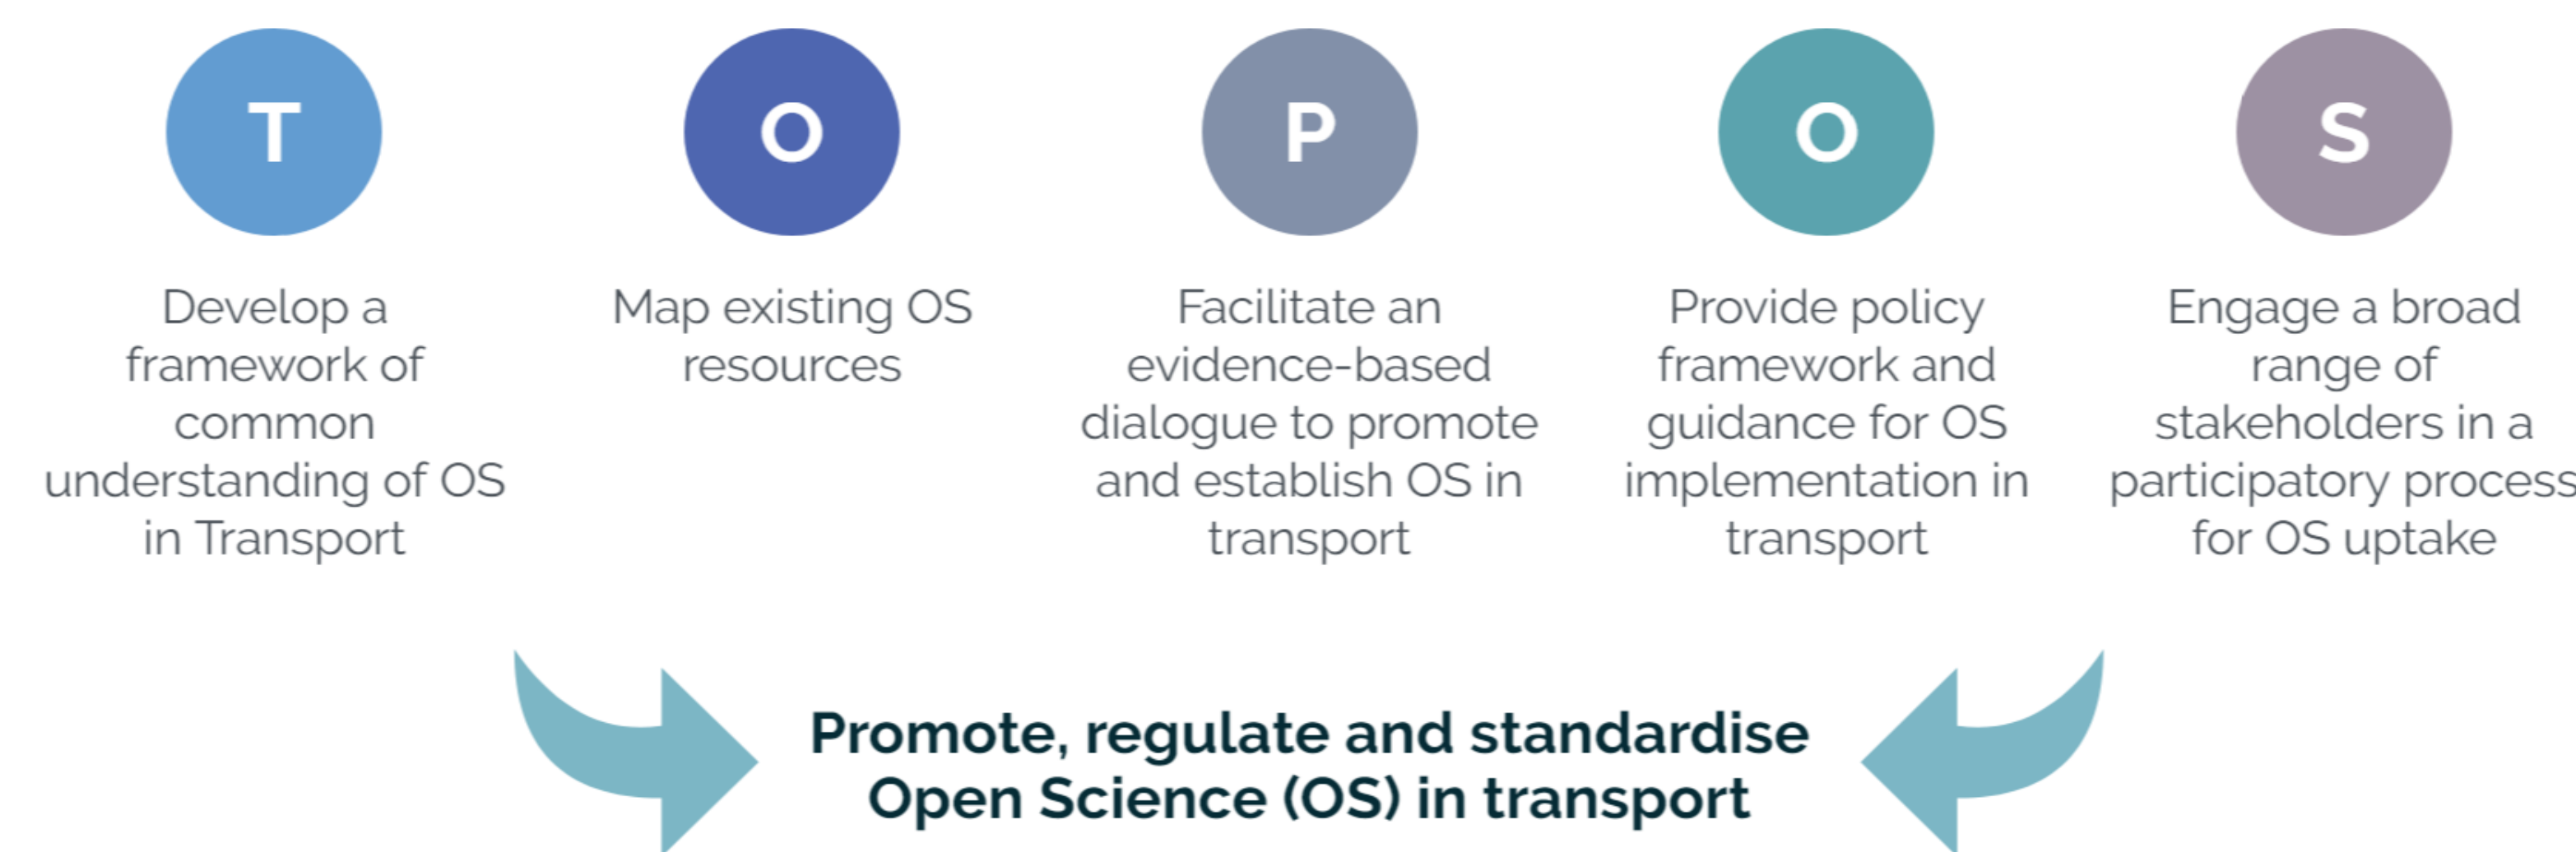 T
Develop a
framework of
common
understanding of OS
in Transport
O
Map existing OS
resources
P
Facilitate an
evidence-based
dialogue to promote
and establish OS in
transport
O
Provide policy
framework and
guidance for OS
implementation in
transport
S
Engage a broad
range of
stakeholders in a
participatory process
for OS uptake
Promote, regulate and standardise
Open Science (OS) in transport